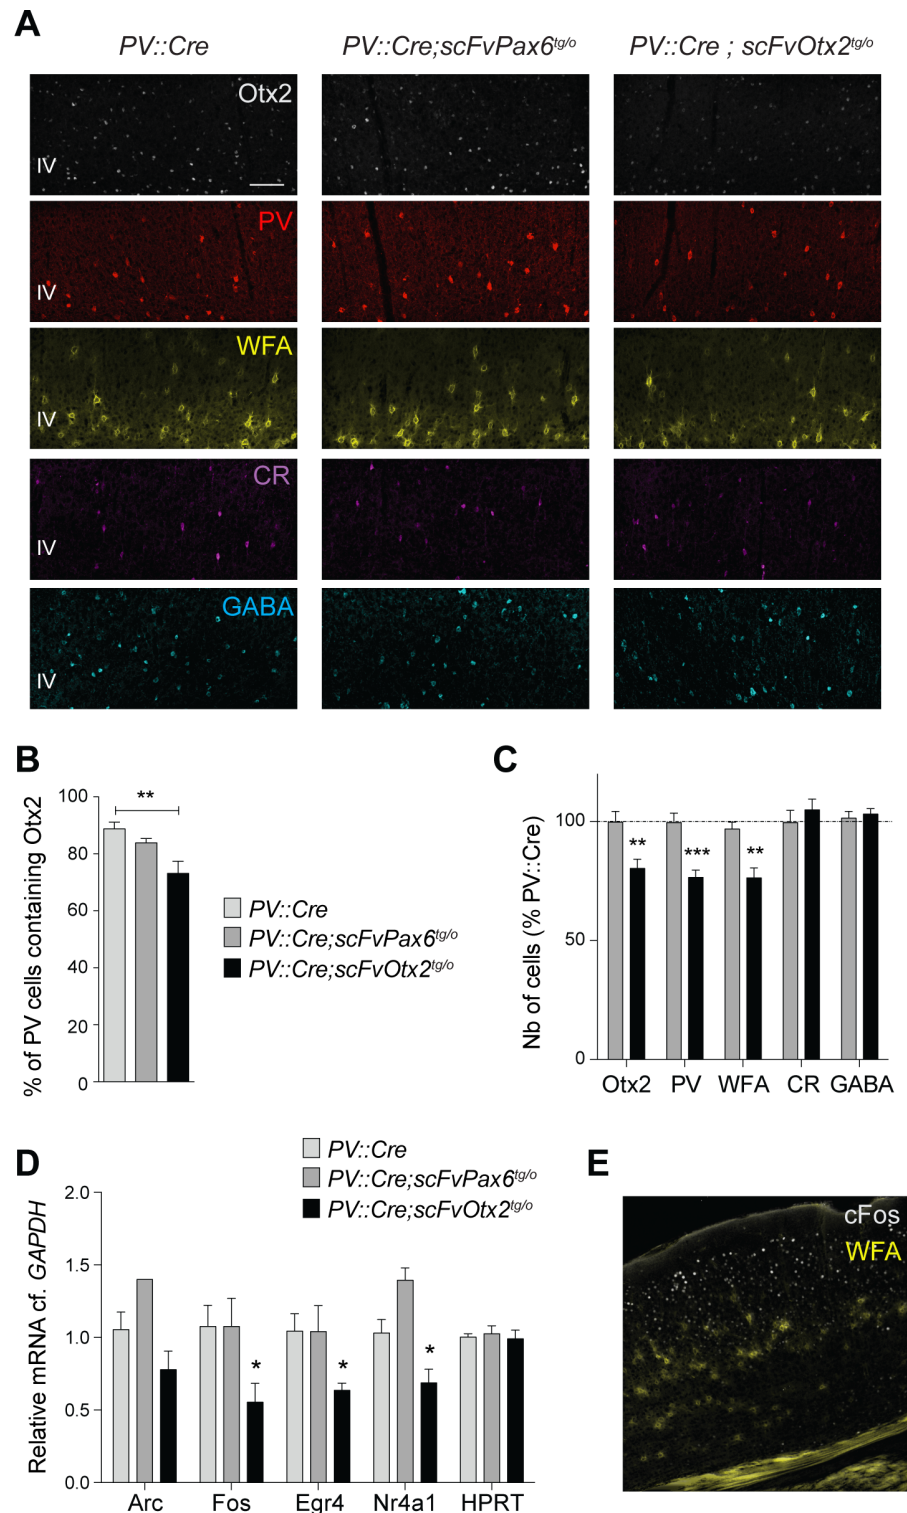 A
PV::Cre
PV::Cre;scFvPax6tg/o
PV::Cre ; scFvOtx2tg/o
Otx2
IV
PV
IV
WFA
IV
CR
IV
GABA
IV
B
% of PV cells containing Otx2
100
80
60
40
20
0
**
PV::Cre
PV::Cre;scFvPax6tg/o
PV::Cre;scFvOtx2tg/o
C
Nb of cells (% PV::Cre)
100
50
0
**
***
**
Otx2 PV WFA CR GABA
D
PV::Cre
PV::Cre;scFvPax6tg/o
PV::Cre;scFvOtx2tg/o
Relative mRNA cf. GAPDH
2.0
1.5
1.0
0.5
0.0
*
*
*
Arc Fos Egr4 Nr4a1 HPRT
E
cFos
WFA